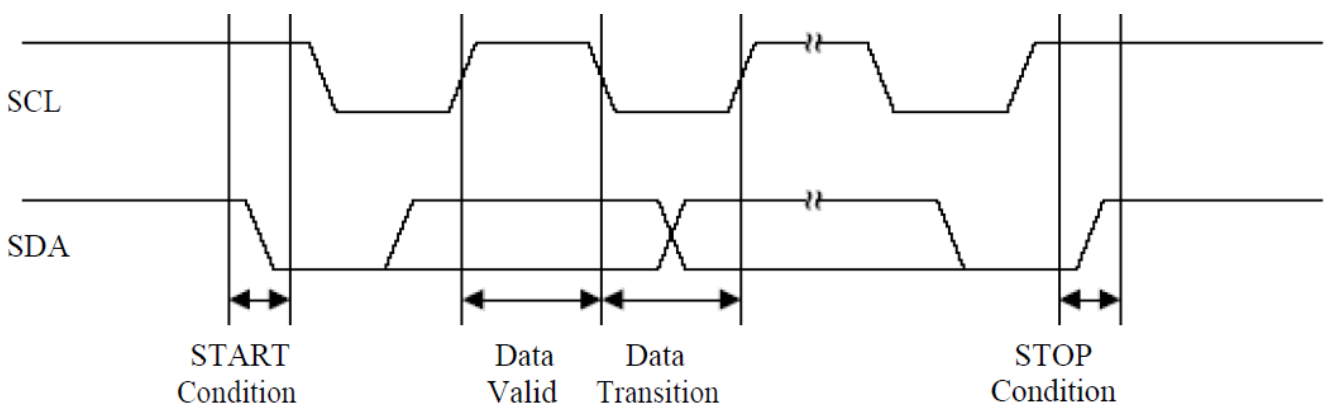 SCL
SDA
START
Condition
Data
Valid
Data
Transition
STOP
Condition